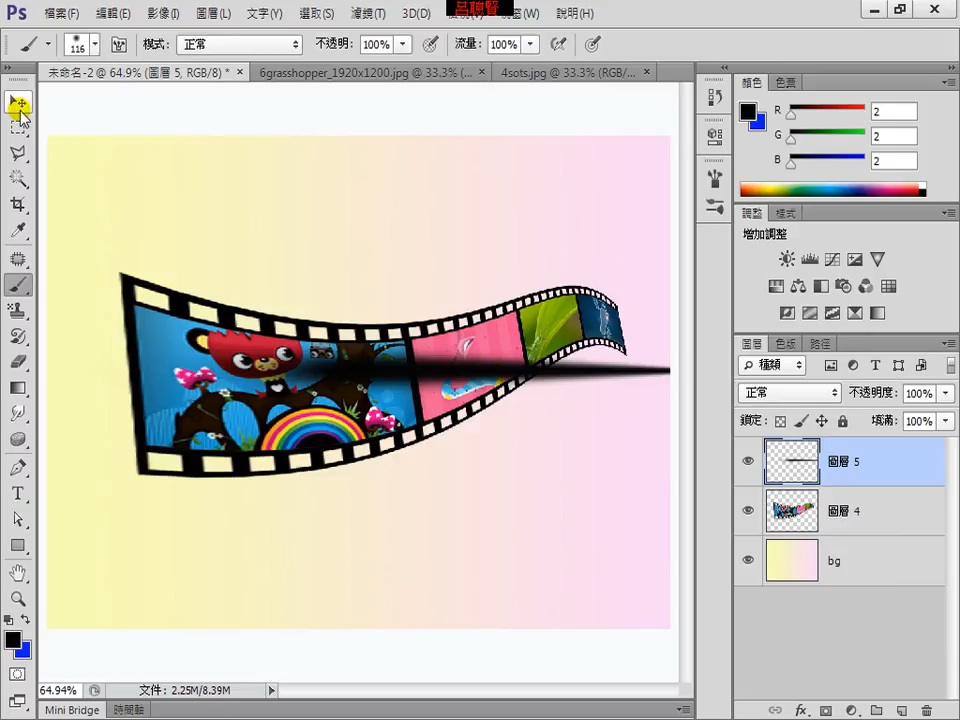 Ps 檔案(F) 編輯(E) 影像(I) 圖層(L) 文字(Y) 選取(S) 濾鏡(T) 3D(D) 呂聰賢 視窗(W) 說明(H)
116 模式: 正常 不透明: 100% 流量: 100%
未命名-2 @ 64.9% (圖層 5, RGB/8) * × 6grasshopper_1920x1200.jpg @ 33.3% (... × 4sots.jpg @ 33.3% (RGB/... ×
顏色 色票
R 2
G 2
B 2
調整 樣式
增加調整
圖層 色版 路徑
種類
正常 不透明度: 100%
鎖定: 填滿: 100%
圖層 5
圖層 4
bg
T
64.94% 文件: 2.25M/8.39M
Mini Bridge 時間軸
fx